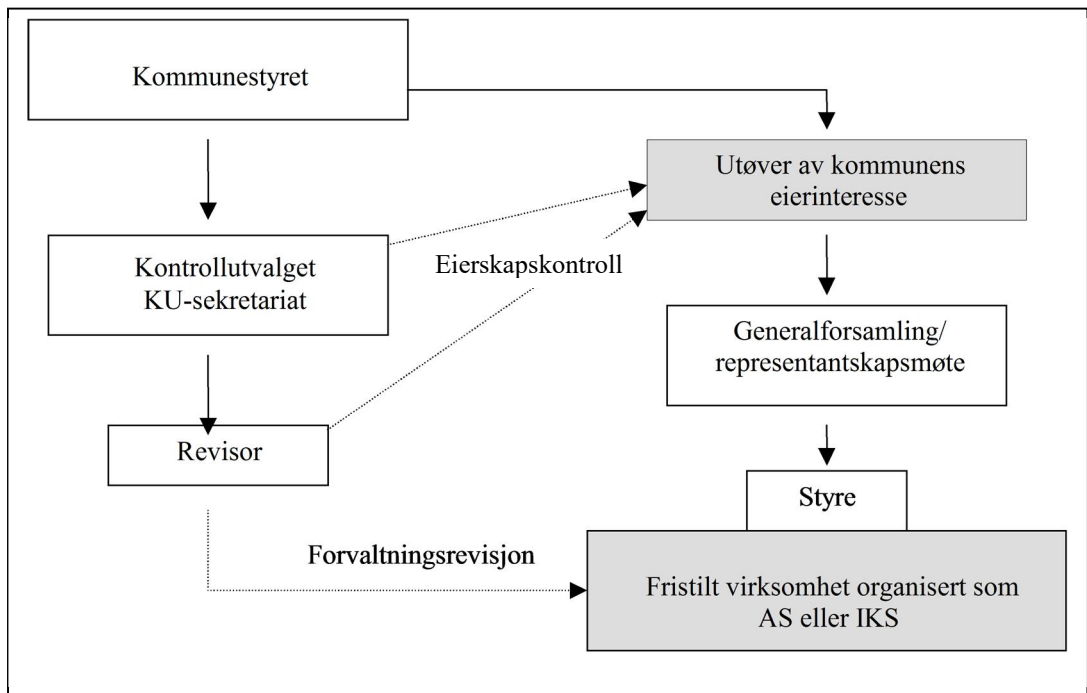 Kommunestyret
Utøver av kommunens
eierinteresse
Kontrollutvalget
KU-sekretariat
Eierskapskontroll
Generalforsamling/
representantskapsmøte
Revisor
Styre
Forvaltningsrevisjon
Fristilt virksomhet organisert som
AS eller IKS